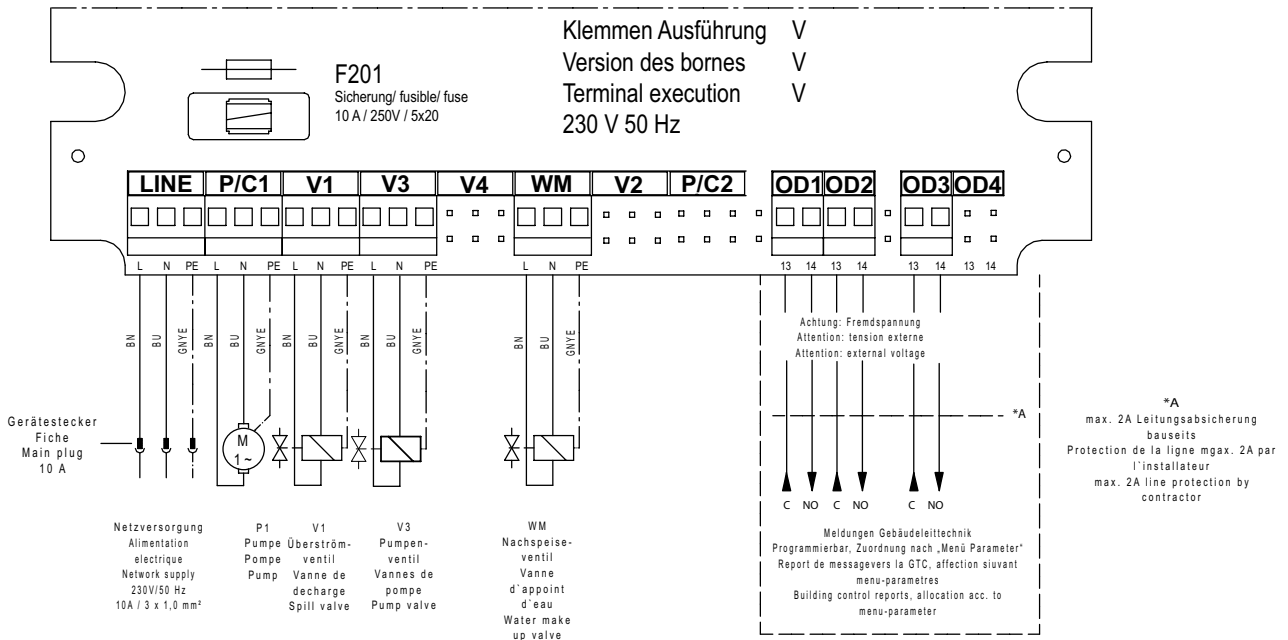 Klemmen Ausführung V
Version des bornes V
Terminal execution V
230 V 50 Hz
F201
Sicherung/ fusible/ fuse
10 A / 250V / 5x20
LINE P/C1 V1 V3 V4 WM V2 P/C2 OD1 OD2 OD3 OD4
L N PE L N PE L N PE L N PE L N PE 13 14 13 14 13 14 13 14
BN BU GNYE BN BU GNYE BN BU GNYE BN BU GNYE BN BU GNYE
Achtung: Fremdspannung
Attention: tension externe
Attention: external voltage
*A
Gerätestecker
Fiche
Main plug
10 A
M
1 ~
C NO C NO C NO
*A
max. 2A Leitungsabsicherung
bauseits
Protection de la ligne mgax. 2A par
l`installateur
max. 2A line protection by
contractor
Netzversorgung
Alimentation
electrique
Network supply
230V/50 Hz
10A / 3 x 1,0 mm²
P1
Pumpe
Pompe
Pump
V1
Überström-
ventil
Vanne de
decharge
Spill valve
V3
Pumpen-
ventil
Vannes de
pompe
Pump valve
WM
Nachspeise-
ventil
Vanne
d`appoint
d`eau
Water make
up valve
Meldungen Gebäudeleittechnik
Programmierbar, Zuordnung nach „Menü Parameter"
Report de messagevers la GTC, affection siuvant
menu-parametres
Building control reports, allocation acc. to
menu-parameter